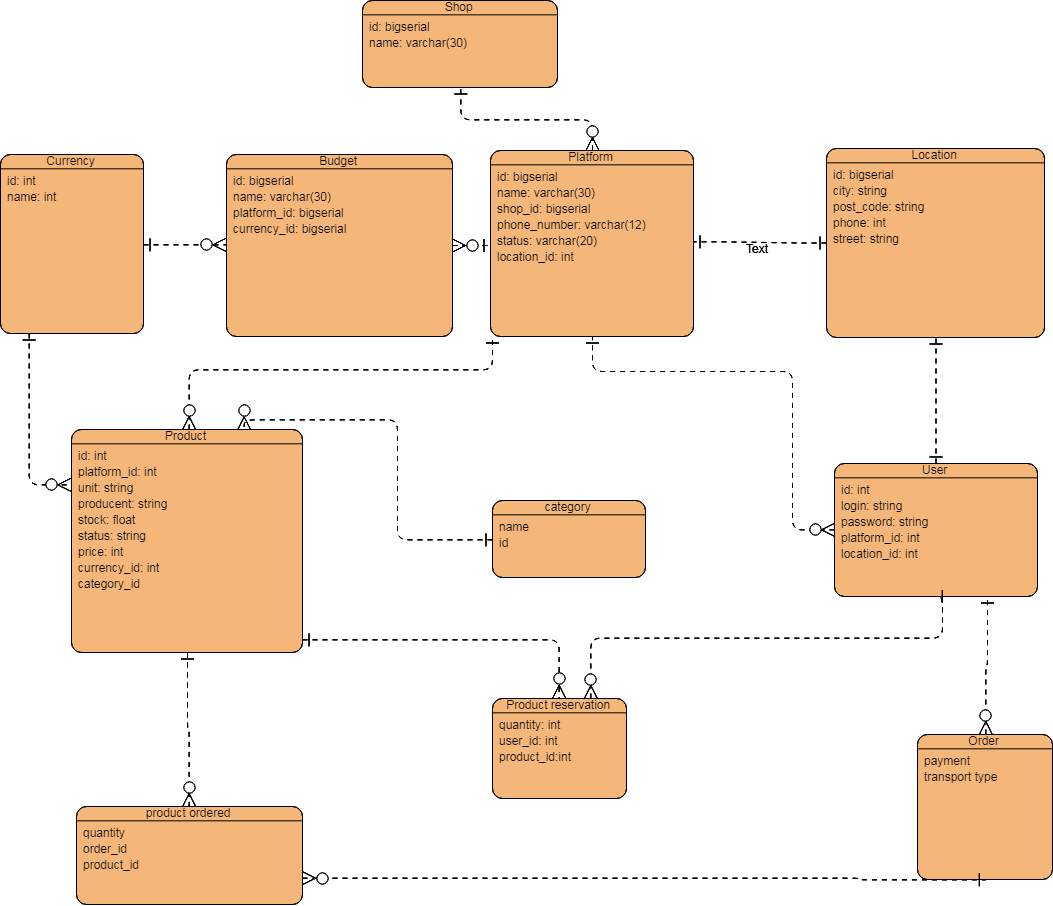 Shop
id: bigserial
name: varchar(30)
Currency
id: int
name: int
Budget
id: bigserial
name: varchar(30)
platform_id: bigserial
currency_id: bigserial
Platform
id: bigserial
name: varchar(30)
shop_id: bigserial
phone_number: varchar(12)
status: varchar(20)
location_id: int
Text
Location
id: bigserial
city: string
post_code: string
phone: int
street: string
Product
id: int
platform_id: int
unit: string
producent: string
stock: float
status: string
price: int
currency_id: int
category_id
category
name
id
User
id: int
login: string
password: string
platform_id: int
location_id: int
Product reservation
quantity: int
user_id: int
product_id:int
Order
payment
transport type
product ordered
quantity
order_id
product_id